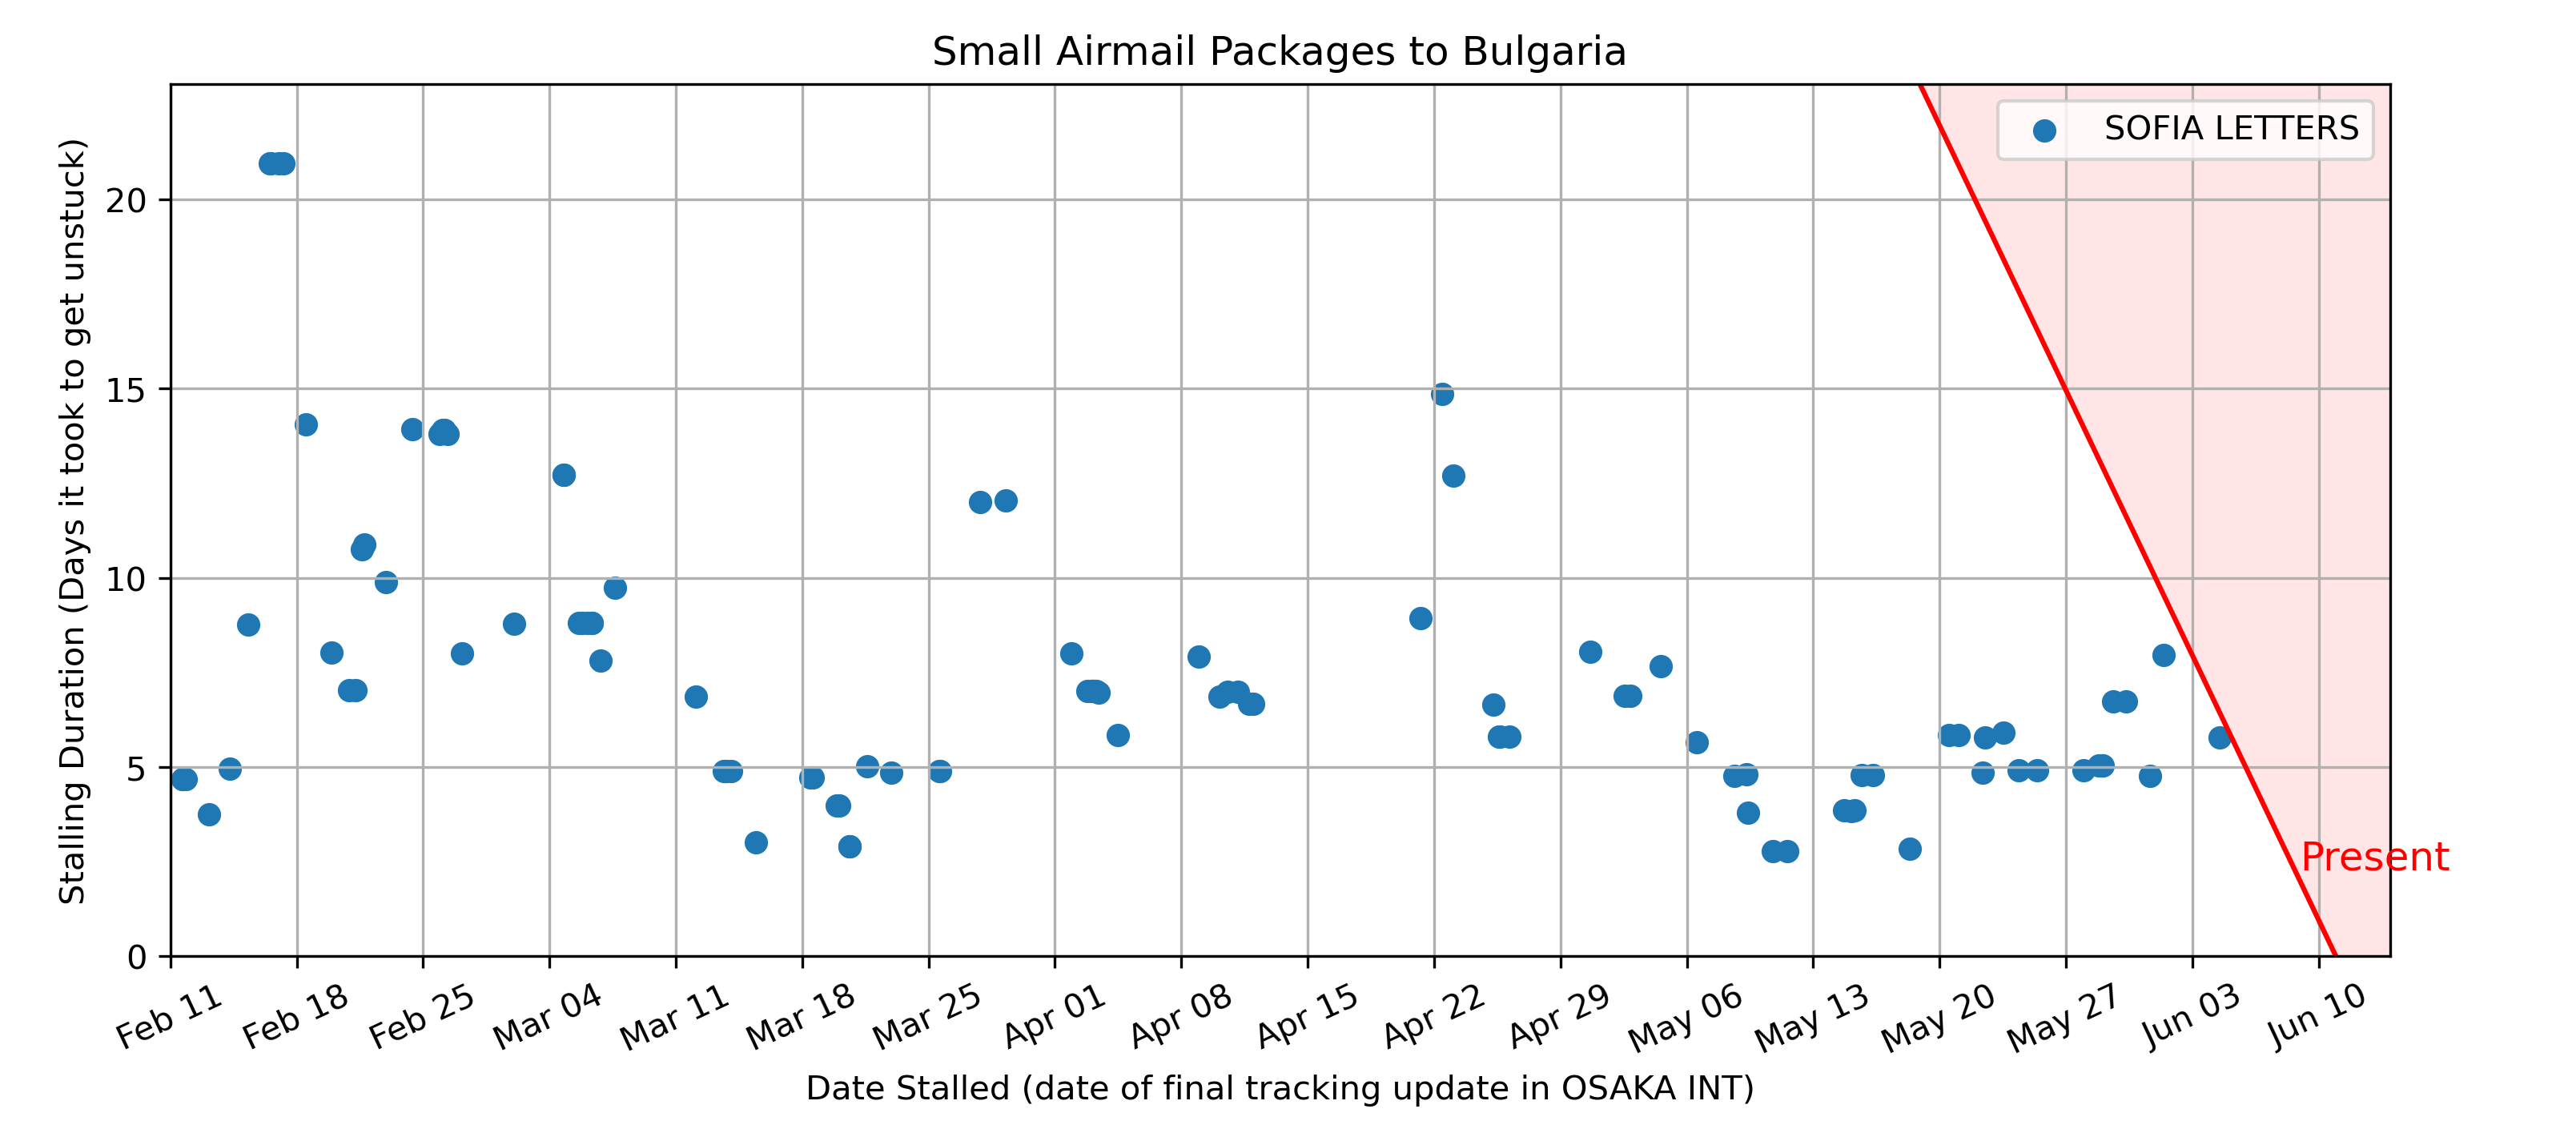 Small Airmail Packages to Bulgaria
SOFIA LETTERS
Stalling Duration (Days it took to get unstuck)
20
15
10
5
0
Present
Feb 11
Feb 18
Feb 25
Mar 04
Mar 11
Mar 18
Mar 25
Apr 01
Apr 08
Apr 15
Apr 22
Apr 29
May 06
May 13
May 20
May 27
Jun 03
Jun 10
Date Stalled (date of final tracking update in OSAKA INT)